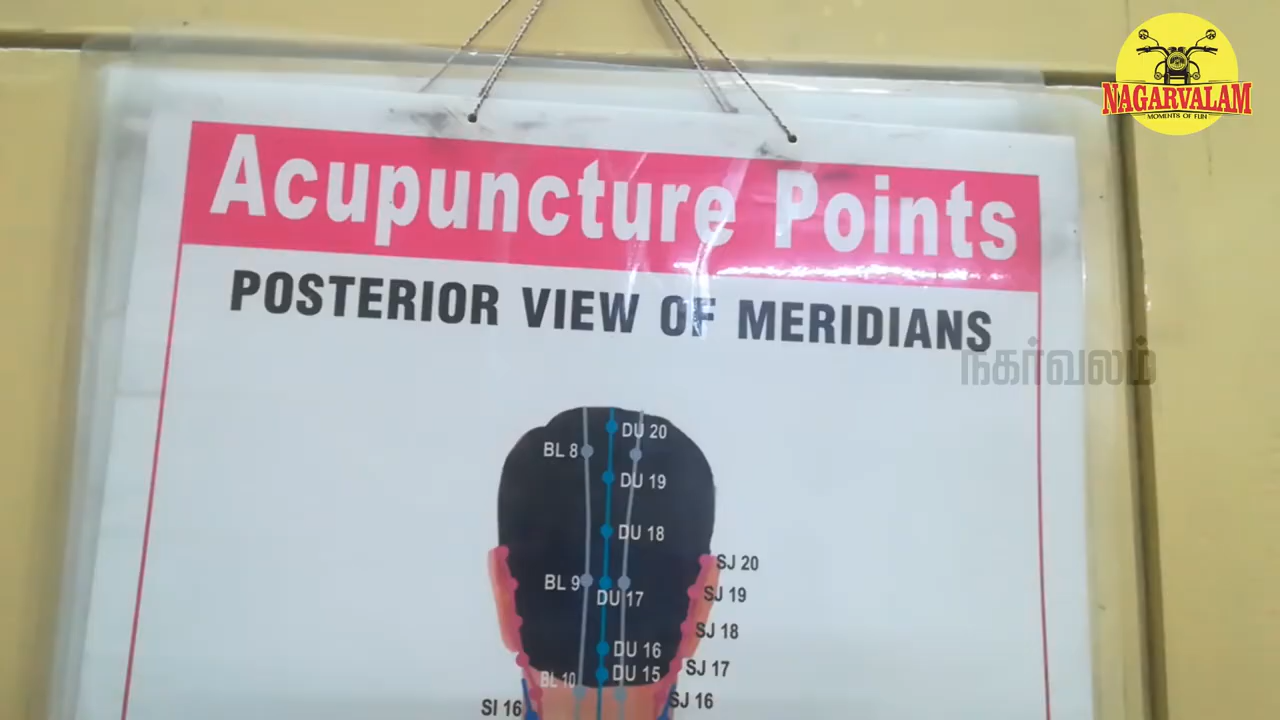 NAGARVALAM
MOMENTS OF FUN
Acupuncture Points
POSTERIOR VIEW OF MERIDIANS
நகர்வலம்
DU 20
BL 8
DU 19
DU 18
SJ 20
BL 9
DU 17
SJ 19
SJ 18
DU 16
SJ 17
DU 15
BL 10
SJ 16
SI 16